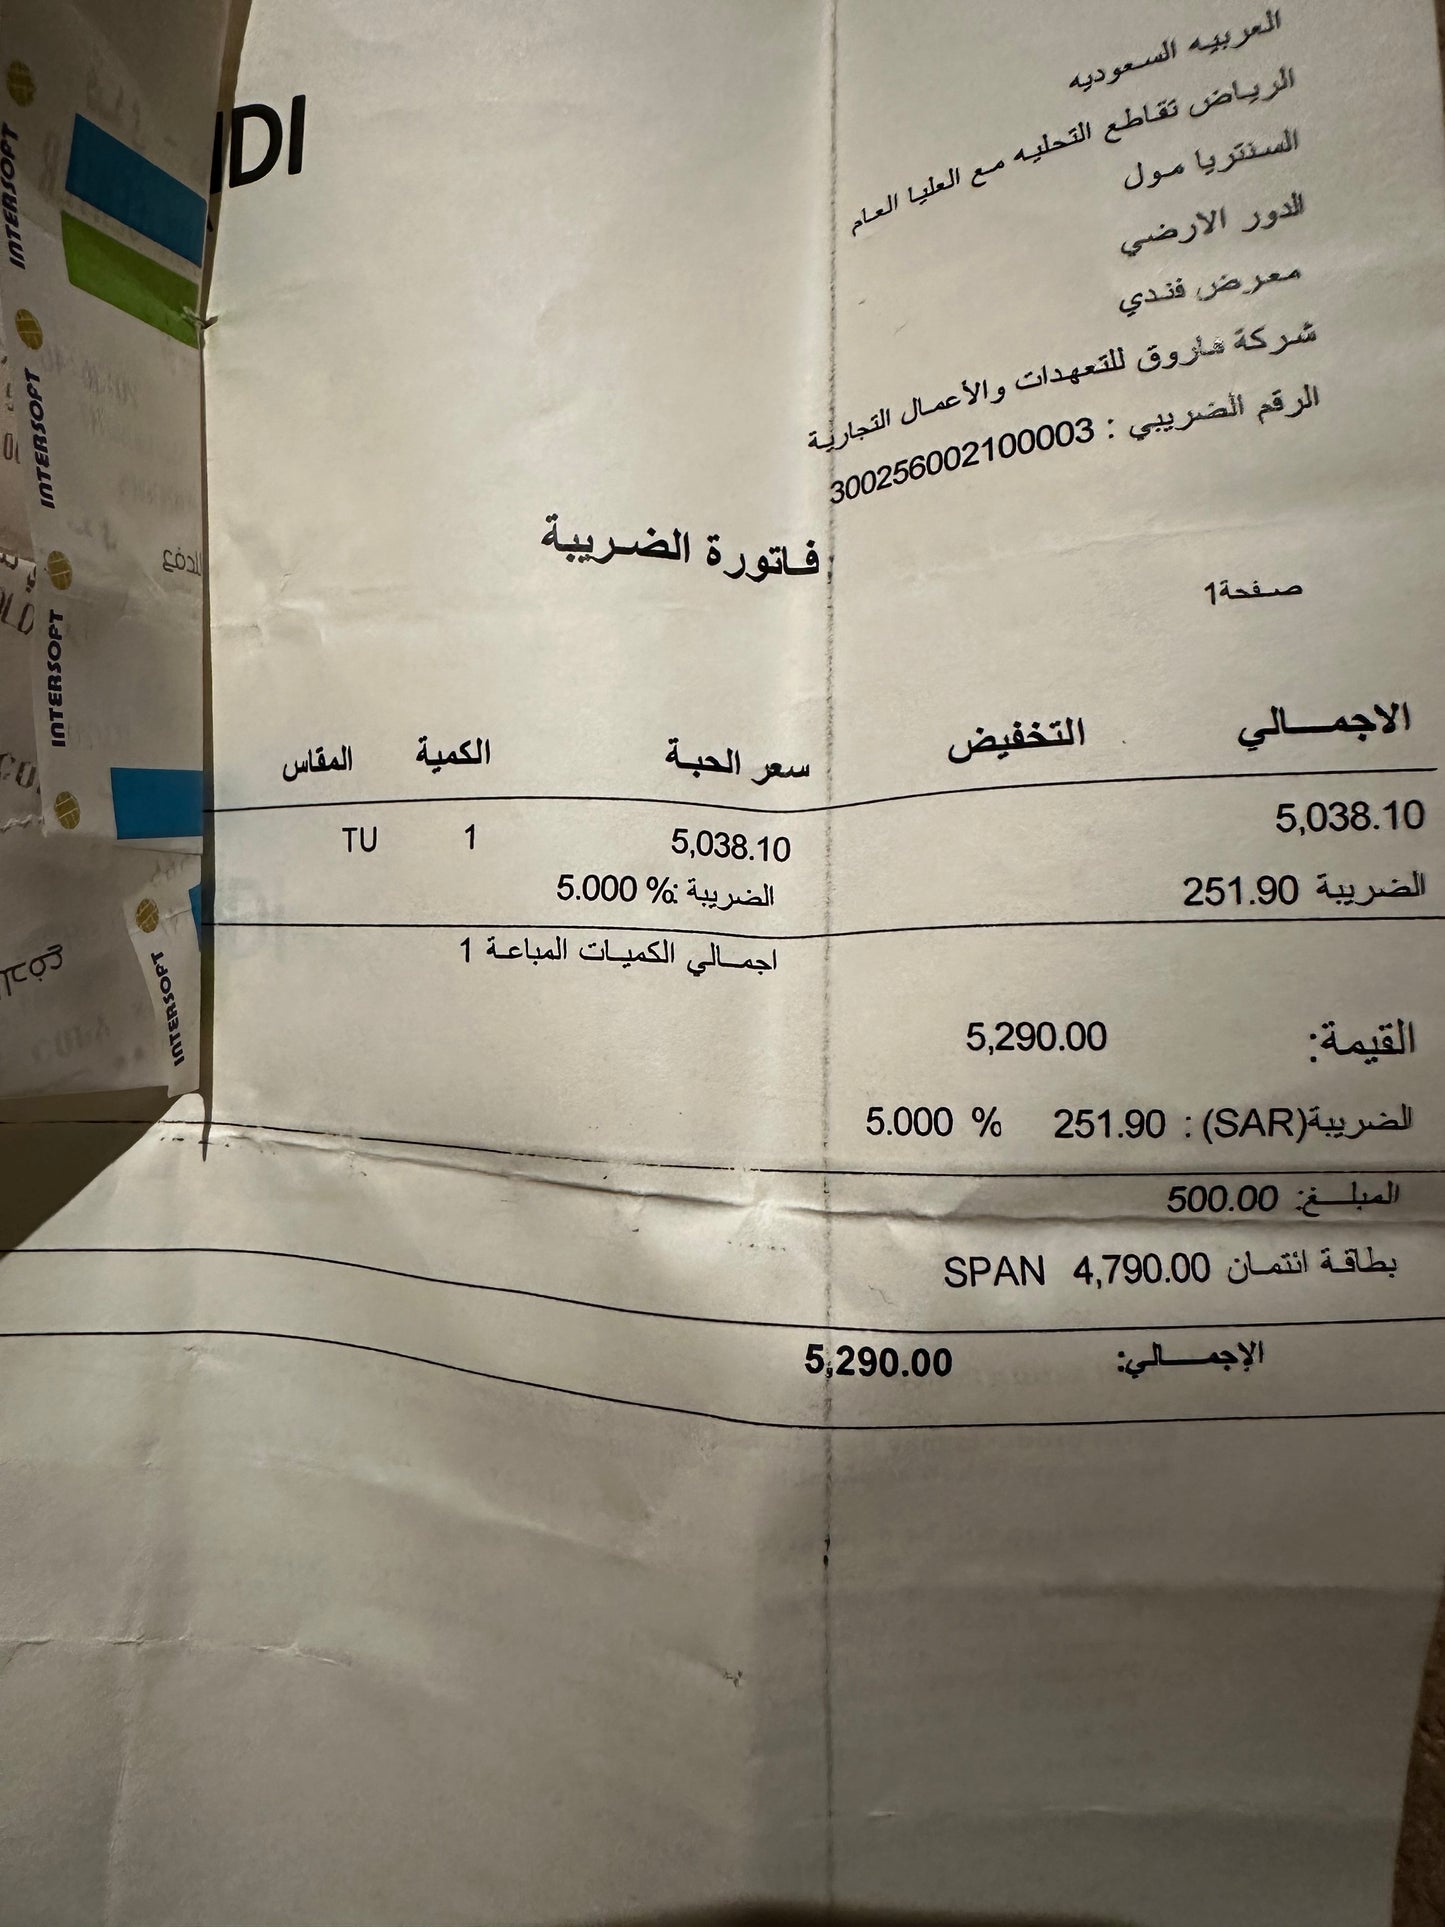 العربيه السعوديه
الرياض تقاطع التحليه مع العليا العام
السنتريا مول
الدور الارضي
معرض فندي
شركة فاروق للتعهدات والأعمال التجارية
الرقم الضريبي : 300256002100003
IDI
فاتورة الضريبة
صفحة1
الاجمالي التخفيض سعر الحبة الكمية المقاس
5,038.10 5,038.10 1 TU
الضريبة 251.90 الضريبة :% 5.000
اجمالي الكميات المباعة 1
القيمة: 5,290.00
الضريبة(SAR) : 251.90 5.000 %
المبلغ: 500.00
بطاقة ائتمان 4,790.00 SPAN
الإجمالي: 5,290.00
INTERSOFT
INTERSOFT
INTERSOFT
INTERSOFT